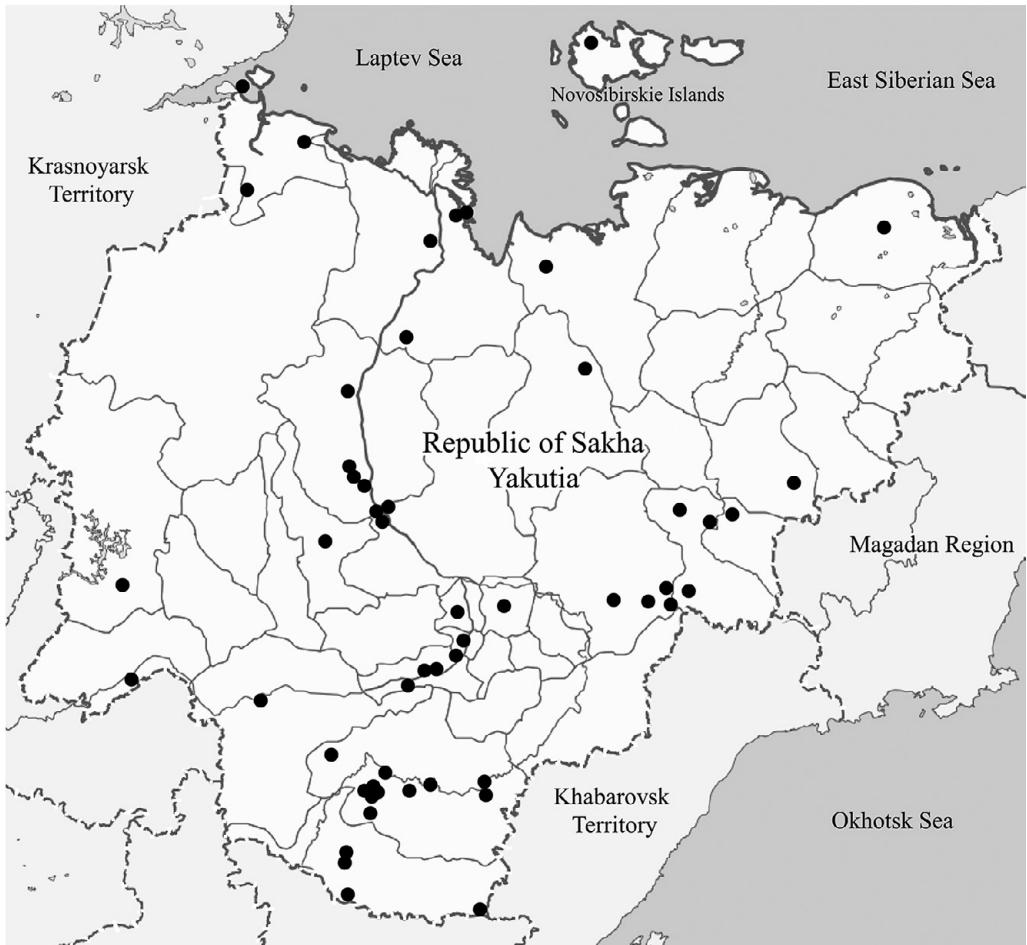 Laptev Sea
East Siberian Sea
Novosibirskie Islands
Krasnoyarsk
Territory
Republic of Sakha
Yakutia
Magadan Region
Khabarovsk
Territory
Okhotsk Sea